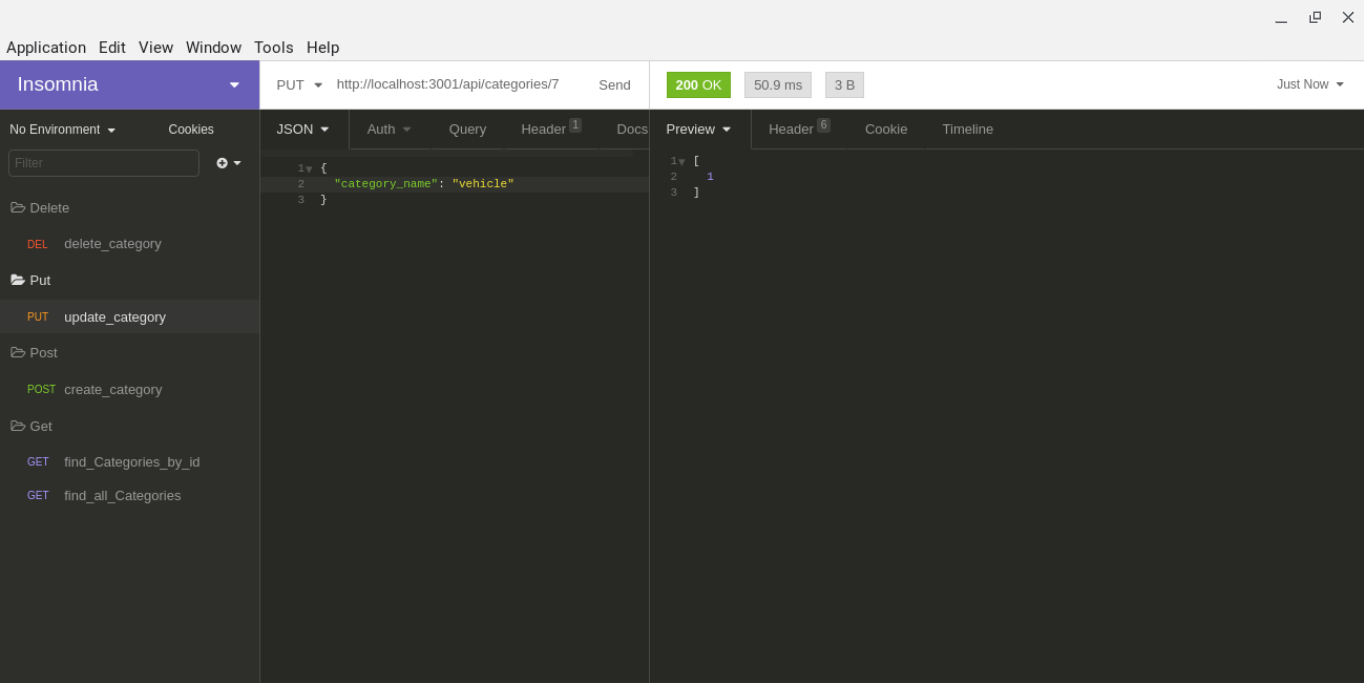 Application Edit View Window Tools Help
Insomnia
PUT http://localhost:3001/api/categories/7 Send
200 OK 50.9 ms 3 B Just Now
No Environment Cookies
Filter
Delete
DEL delete_category
Put
PUT update_category
Post
POST create_category
Get
GET find_Categories_by_id
GET find_all_Categories
JSON Auth Query Header 1 Docs
1 {
2 "category_name": "vehicle"
3 }
Preview Header 6 Cookie Timeline
1 [
2 1
3 ]